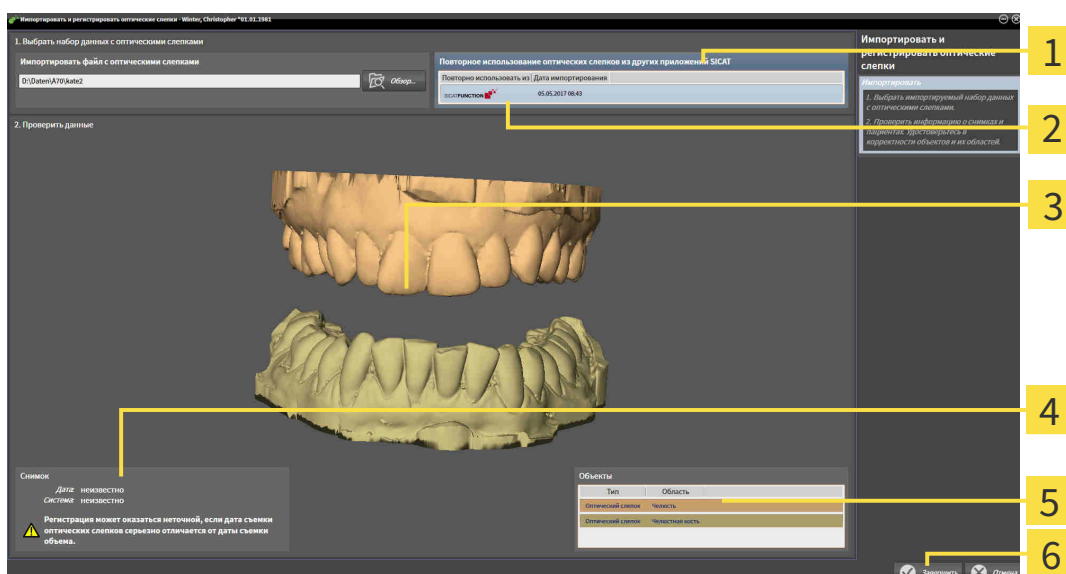 Импортировать и регистрировать оптические слепки - Winter, Christopher *01.01.1981
1. Выбрать набор данных с оптическими слепками
Импортировать файл с оптическими слепками
D:\Daten\A70\kate2
Обзор...
Повторное использование оптических слепков из других приложений SICAT
Повторно использовать из Дата импортирования
SICATFUNCTION 05.05.2017 08:43
2. Проверить данные
Снимок
Дата: неизвестно
Система: неизвестно
Регистрация может оказаться неточной, если дата съемки
оптических слепков серьезно отличается от даты съемки
объема.
Объекты
Тип Область
Оптический слепок Челюсть
Оптический слепок Челюстная кость
Импортировать и
регистрировать оптические
слепки
Импортировать
1. Выбрать импортируемый набор данных
с оптическими слепками.
2. Проверить информацию о снимках и
пациентах. Удостоверьтесь в
корректности объектов и их областей.
Завершить
Отмена
1
2
3
4
5
6